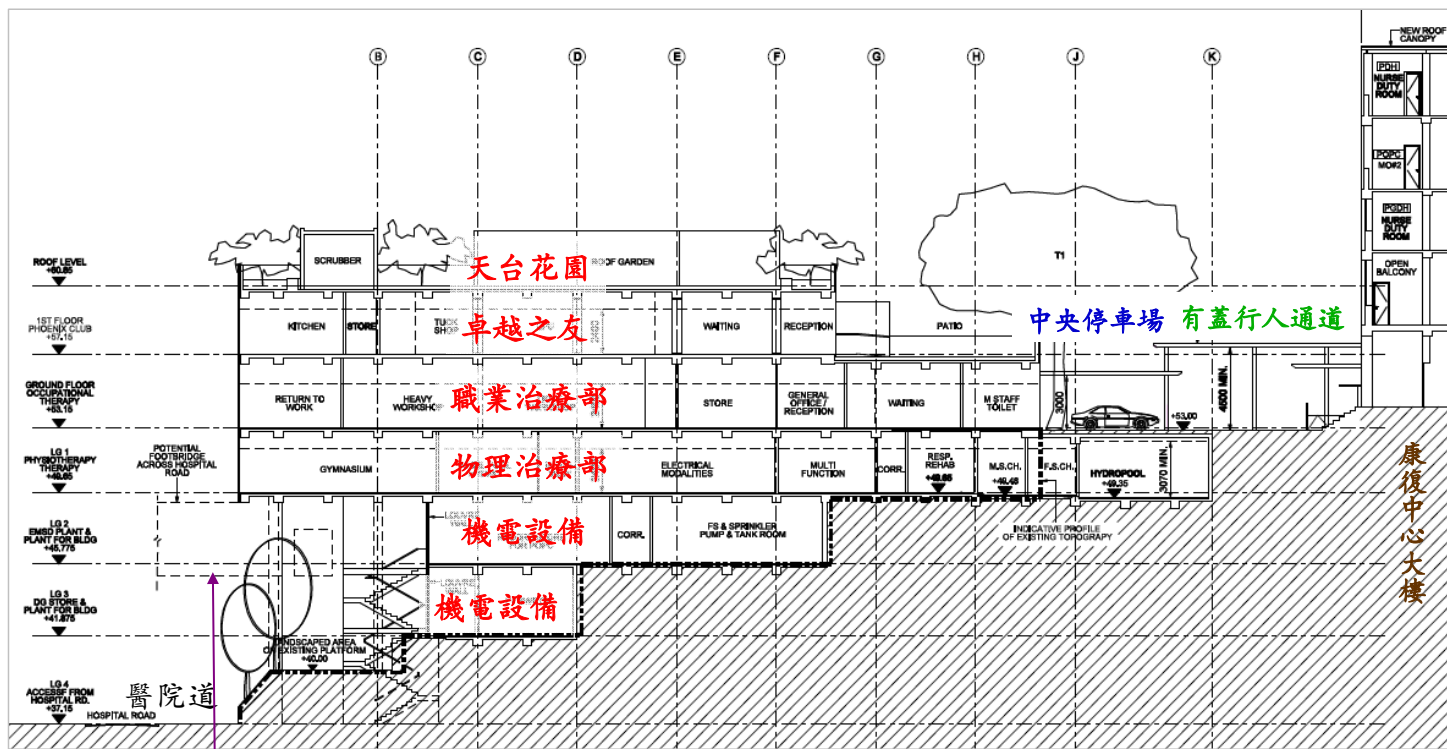 NEW ROOF
CANOPY
B
C
D
E
F
G
H
J
K
PDH
NURSE
DUTY
ROOM
POPC
MO#2
PGDH
NURSE
DUTY
ROOM
OPEN
BALCONY
ROOF LEVEL
+60.65
SCRUBBER
天台花園
ROOF GARDEN
T1
1ST FLOOR
PHOENIX CLUB
+57.15
KITCHEN
STORE
TUCK
SHOP
卓越之友
WAITING
RECEPTION
PATIO
中央停車場
有蓋行人通道
GROUND FLOOR
OCCUPATIONAL
THERAPY
+53.15
RETURN TO
WORK
HEAVY
WORKSHOP
職業治療部
STORE
GENERAL
OFFICE /
RECEPTION
WAITING
M STAFF
TOILET
3000
+53.00
4500 MIN.
POTENTIAL
FOOTBRIDGE
ACROSS HOSPITAL
ROAD
LG 1
PHYSIOTHERAPY
THERAPY
+49.65
GYMNASIUM
物理治療部
ELECTRICAL
MODALITIES
MULTI
FUNCTION
CORR.
RESP.
REHAB
+49.65
M.S.CH.
+49.45
F.S.CH.
HYDROPOOL
+49.35
3070 MIN.
康復中心大樓
LG 2
EMSD PLANT &
PLANT FOR BLDG
+45.775
機電設備
CORR.
FS & SPRINKLER
PUMP & TANK ROOM
INDICATIVE PROFILE
OF EXISTING TOPOGRAPY
LG 3
DG STORE &
PLANT FOR BLDG
+41.875
機電設備
LANDSCAPED AREA
ON EXISTING PLATFORM
+40.00
LG 4
ACCESSF FROM
HOSPITAL RD.
+37.15
HOSPITAL ROAD
醫院道